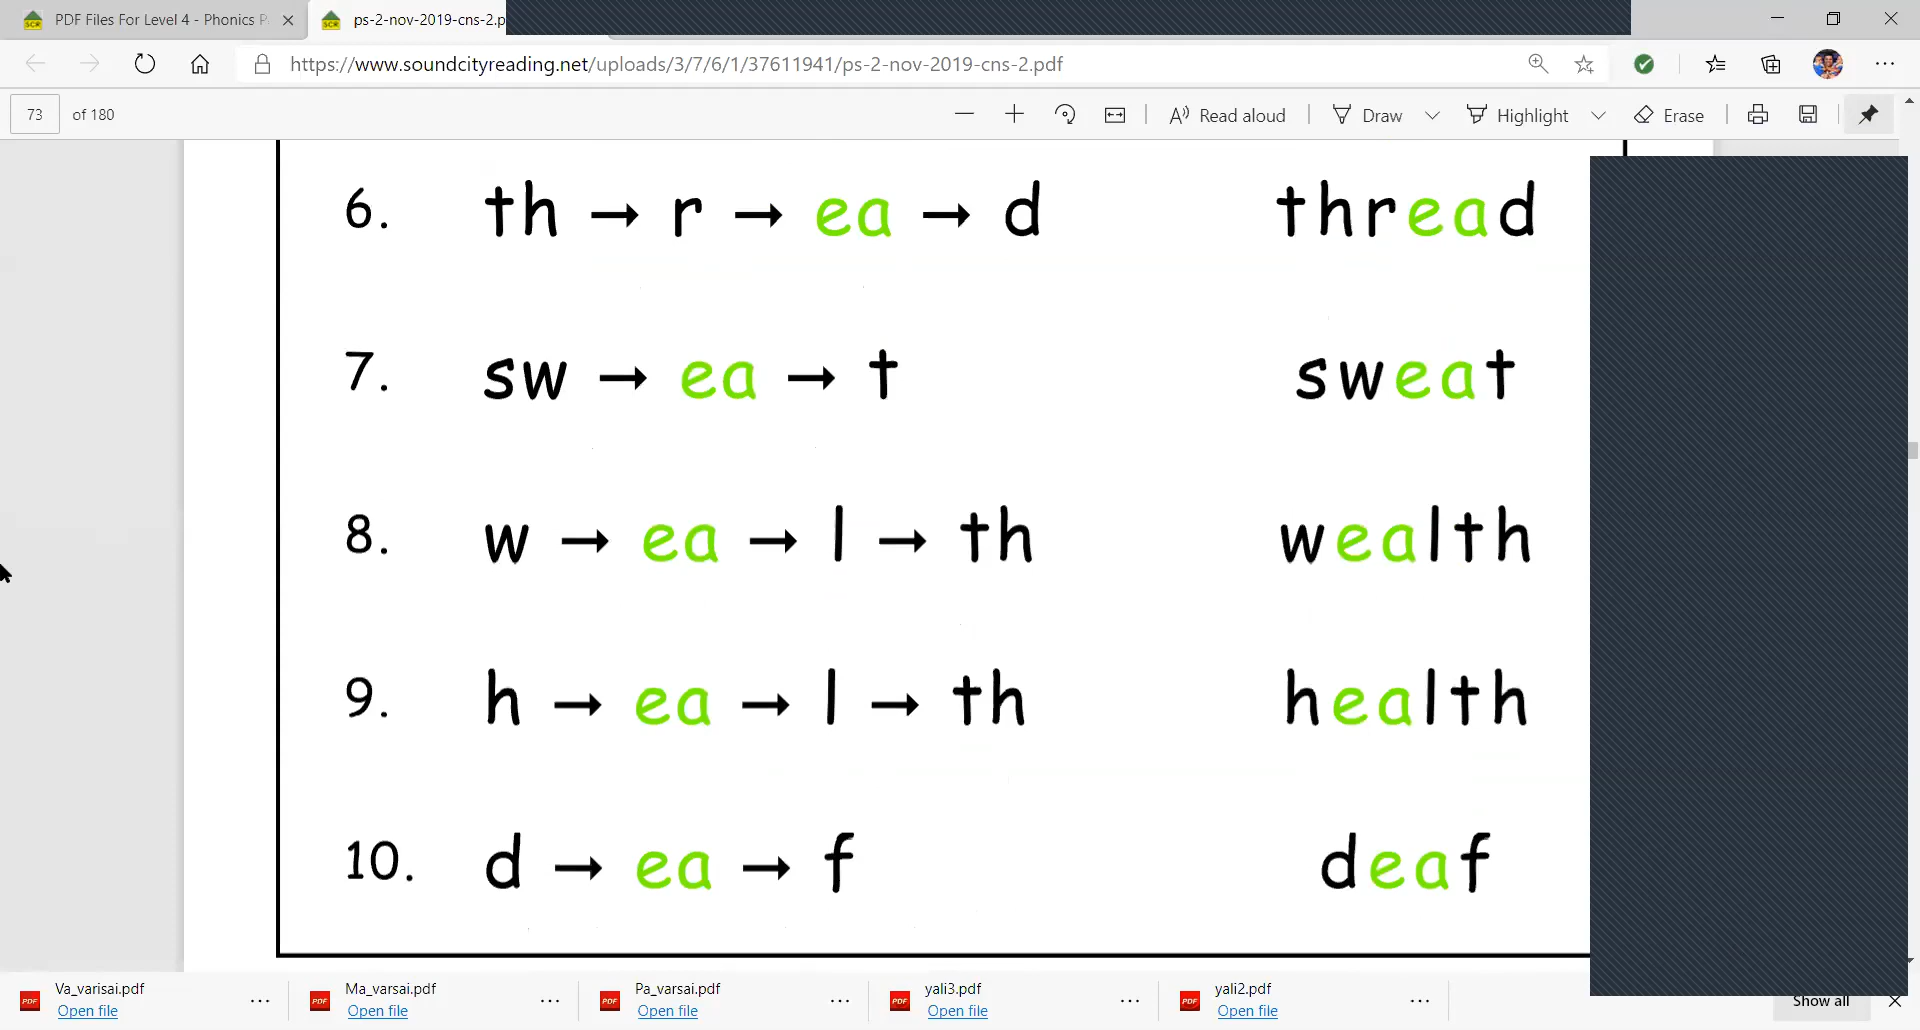 PDF Files For Level 4 - Phonics P
ps-2-nov-2019-cns-2.p
https://www.soundcityreading.net/uploads/3/7/6/1/37611941/ps-2-nov-2019-cns-2.pdf
73 of 180 Read aloud Draw Highlight Erase
6. th → r → ea → d thread
7. sw → ea → t sweat
8. w → ea → l → th wealth
9. h → ea → l → th health
10. d → ea → f deaf
Va_varisai.pdf Ma_varsai.pdf Pa_varsai.pdf yali3.pdf yali2.pdf
Open file Open file Open file Open file Open file Show all